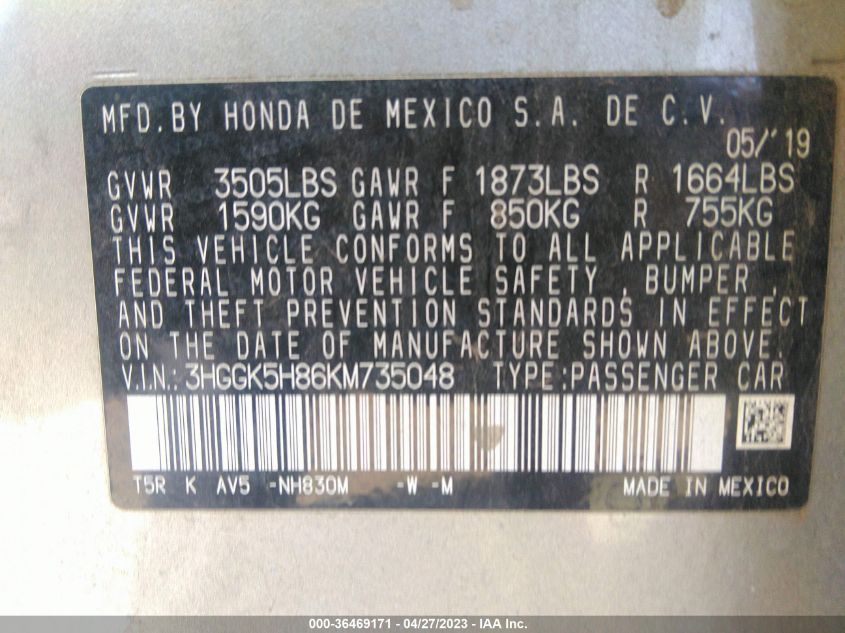 MFD. BY HONDA DE MEXICO S.A. DE C.V.
05/'19
GVWR 3505LBS GAWR F 1873LBS R 1664LBS
GVWR 1590KG GAWR F 850KG R 755KG
THIS VEHICLE CONFORMS TO ALL APPLICABLE
FEDERAL MOTOR VEHICLE SAFETY , BUMPER ,
AND THEFT PREVENTION STANDARDS IN EFFECT
ON THE DATE OF MANUFACTURE SHOWN ABOVE.
V.I.N.: 3HGGK5H86KM735048 TYPE:PASSENGER CAR
T5R K AV5 -NH830M -W -M MADE IN MEXICO
000-36469171 - 04/27/2023 - IAA Inc.